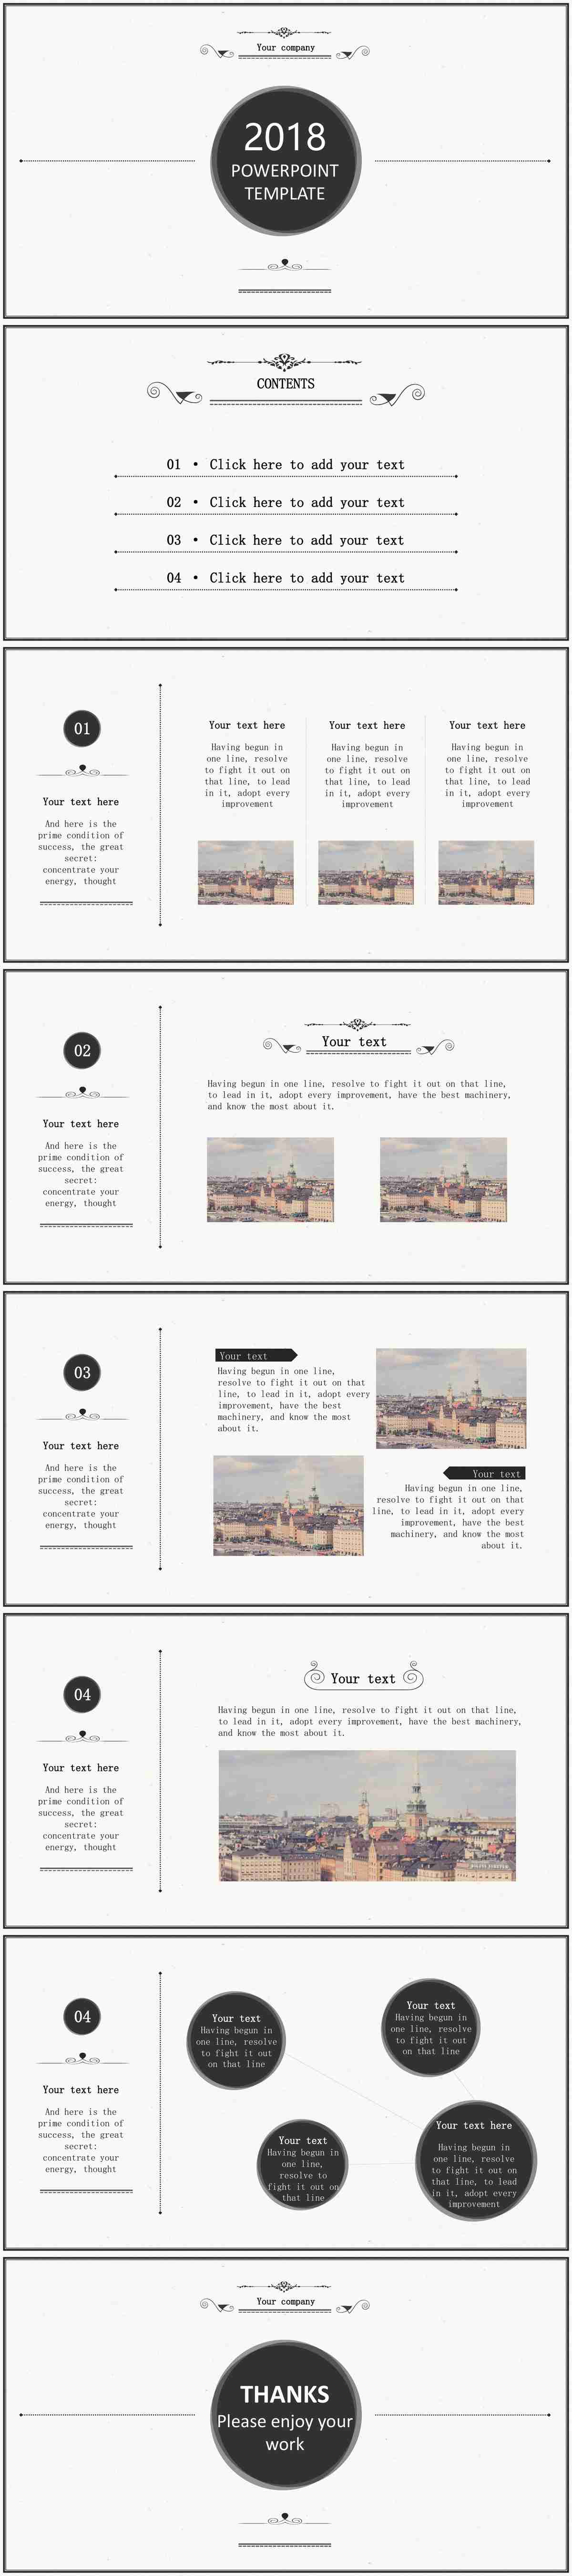 Your company
2018
POWERPOINT
TEMPLATE
CONTENTS
01 • Click here to add your text
02 • Click here to add your text
03 • Click here to add your text
04 • Click here to add your text
01
Your text here
And here is the
prime condition of
success, the great
secret:
concentrate your
energy, thought
Your text here
Having begun in
one line, resolve
to fight it out on
that line, to lead
in it, adopt every
improvement
Your text here
Having begun in
one line, resolve
to fight it out on
that line, to lead
in it, adopt every
improvement
Your text here
Having begun in
one line, resolve
to fight it out on
that line, to lead
in it, adopt every
improvement
02
Your text here
And here is the
prime condition of
success, the great
secret:
concentrate your
energy, thought
Your text
Having begun in one line, resolve to fight it out on that line,
to lead in it, adopt every improvement, have the best machinery,
and know the most about it.
03
Your text here
And here is the
prime condition of
success, the great
secret:
concentrate your
energy, thought
Your text
Having begun in one line,
resolve to fight it out on that
line, to lead in it, adopt every
improvement, have the best
machinery, and know the most
about it.
Your text
Having begun in one line,
resolve to fight it out on that
line, to lead in it, adopt every
improvement, have the best
machinery, and know the most
about it.
04
Your text here
And here is the
prime condition of
success, the great
secret:
concentrate your
energy, thought
Your text
Having begun in one line, resolve to fight it out on that line,
to lead in it, adopt every improvement, have the best machinery,
and know the most about it.
04
Your text here
And here is the
prime condition of
success, the great
secret:
concentrate your
energy, thought
Your text
Having begun in
one line, resolve
to fight it out
on that line
Your text
Having begun in
one line, resolve
to fight it out
on that line
Your text
Having begun in
one line,
resolve to
fight it out on
that line
Your text here
Having begun in
one line, resolve
to fight it out on
that line, to lead
in it, adopt every
improvement
Your company
THANKS
Please enjoy your
work